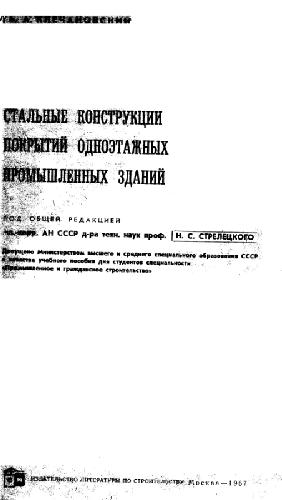 СТАЛЬНЫЕ КОНСТРУКЦИИ
ПОКРЫТИЙ ОДНОЭТАЖНЫХ
ПРОМЫШЛЕННЫХ ЗДАНИЙ
ПОД ОБЩЕЙ РЕДАКЦИЕЙ
чл.-корр. АН СССР д-ра техн. наук проф. Н. С. СТРЕЛЕЦКОГО
Допущено Министерством высшего и среднего специального образования СССР
в качестве учебного пособия для студентов специальности
«Промышленное и гражданское строительство»
ИЗДАТЕЛЬСТВО ЛИТЕРАТУРЫ ПО СТРОИТЕЛЬСТВУ Москва—1967